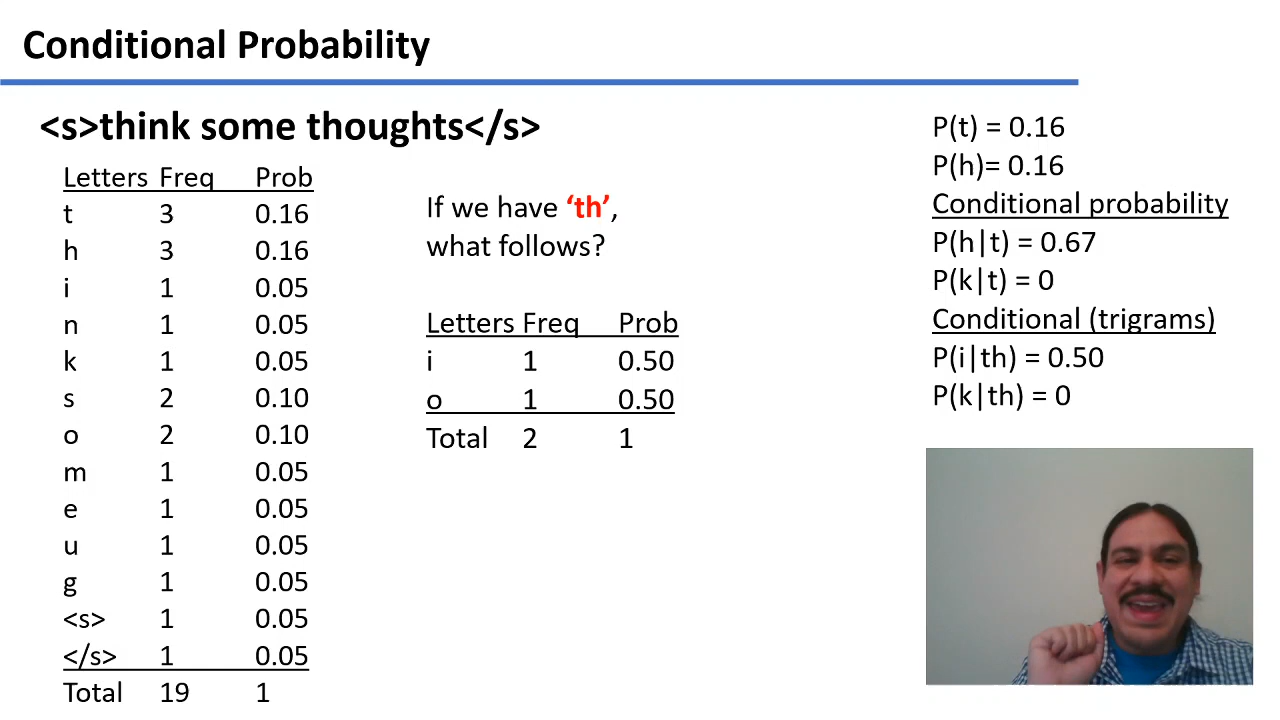 Conditional Probability
<s>think some thoughts</s>
Letters Freq Prob
t 3 0.16
h 3 0.16
i 1 0.05
n 1 0.05
k 1 0.05
s 2 0.10
o 2 0.10
m 1 0.05
e 1 0.05
u 1 0.05
g 1 0.05
<s> 1 0.05
</s> 1 0.05
Total 19 1
If we have ‘th’,
what follows?
Letters Freq Prob
i 1 0.50
o 1 0.50
Total 2 1
P(t) = 0.16
P(h)= 0.16
Conditional probability
P(h|t) = 0.67
P(k|t) = 0
Conditional (trigrams)
P(i|th) = 0.50
P(k|th) = 0